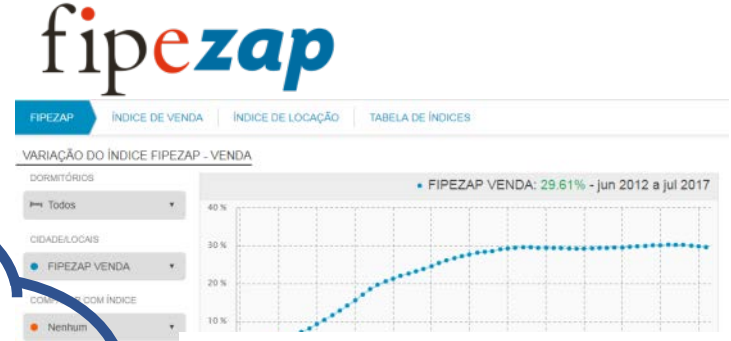 fipezap
FIPEZAP ÍNDICE DE VENDA ÍNDICE DE LOCAÇÃO TABELA DE ÍNDICES
VARIAÇÃO DO ÍNDICE FIPEZAP - VENDA
DORMITÓRIOS
Todos
CIDADE/LOCAIS
FIPEZAP VENDA
COM ÍNDICE
Nenhum
• FIPEZAP VENDA: 29.61% - jun 2012 a jul 2017
40 %
30 %
20 %
10 %